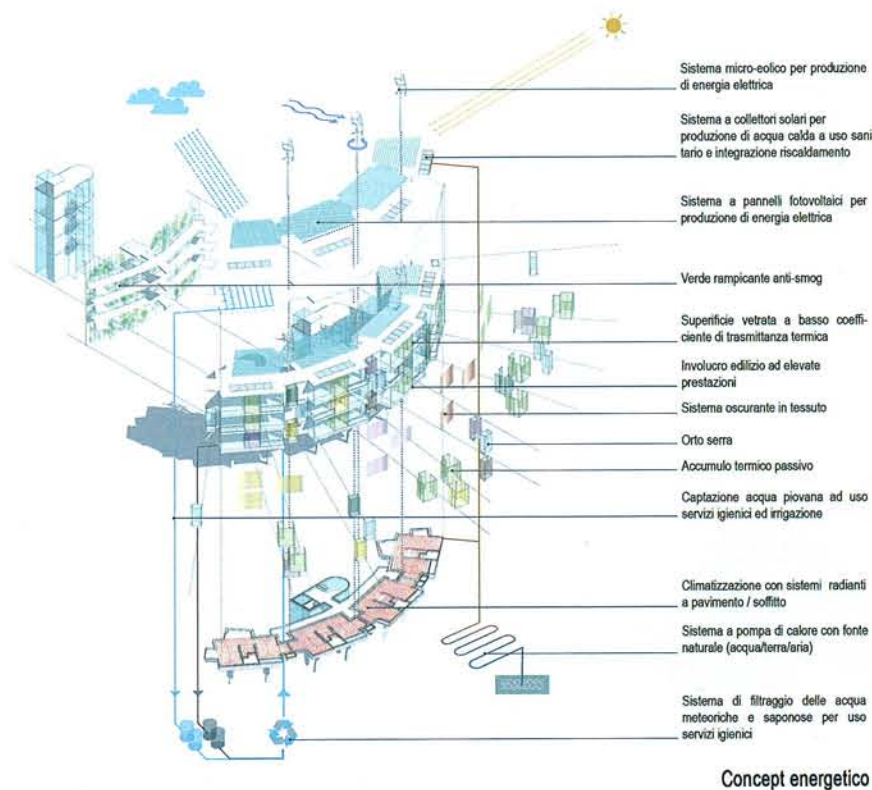 Sistema micro-eolico per produzione
di energia elettrica
Sistema a collettori solari per
produzione di acqua calda a uso sani
tario e integrazione riscaldamento
Sistema a pannelli fotovoltaici per
produzione di energia elettrica
Verde rampicante anti-smog
Superificie vetrata a basso coeffi-
ciente di trasmittanza termica
Involucro edilizio ad elevate
prestazioni
Sistema oscurante in tessuto
Orto serra
Accumulo termico passivo
Captazione acqua piovana ad uso
servizi igienici ed irrigazione
Climatizzazione con sistemi radianti
a pavimento / soffitto
Sistema a pompa di calore con fonte
naturale (acqua/terra/aria)
Sistema di filtraggio delle acqua
meteoriche e saponose per uso
servizi igienici
Concept energetico